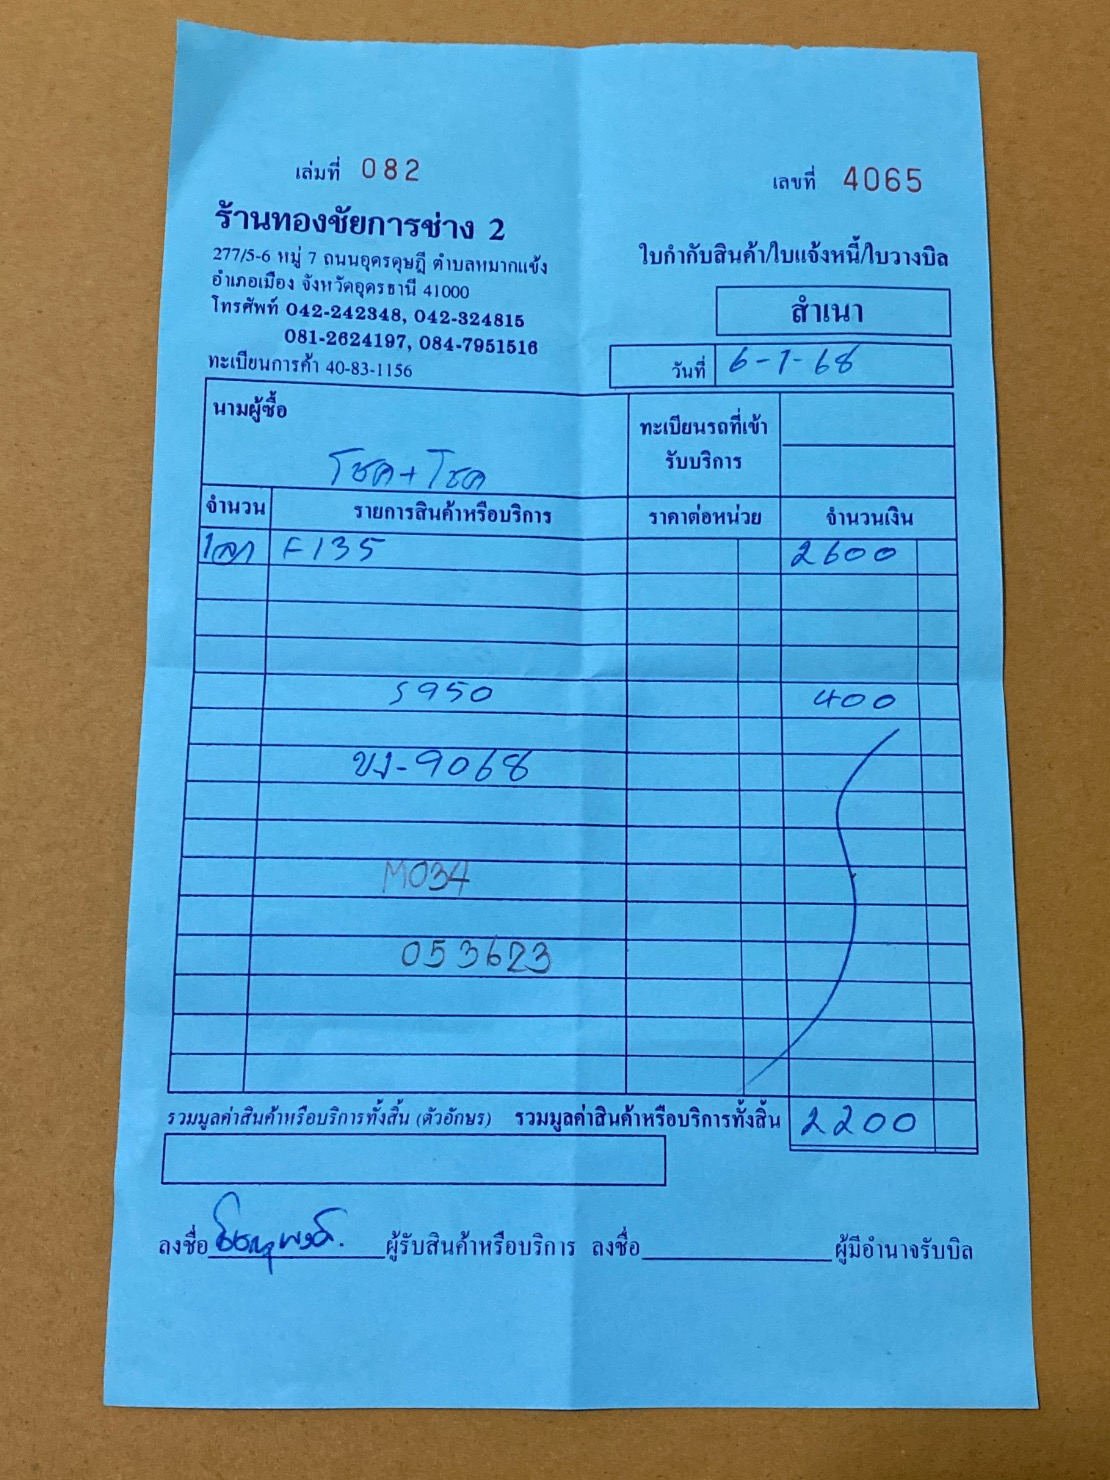 เล่มที่ 082
เลขที่ 4065
ร้านทองชัยการช่าง 2
277/5-6 หมู่ 7 ถนนอุดรดุษฎี ตำบลหมากแข้ง
อำเภอเมือง จังหวัดอุดรธานี 41000
โทรศัพท์ 042-242348, 042-324815
081-2624197, 084-7951516
ทะเบียนการค้า 40-83-1156
ใบกำกับสินค้า/ใบแจ้งหนี้/ใบวางบิล
สำเนา
วันที่ 6-1-68
นามผู้ซื้อ
โชค+โชค
ทะเบียนรถที่เข้า
รับบริการ
จำนวน รายการสินค้าหรือบริการ ราคาต่อหน่วย จำนวนเงิน
F135 2600
S950 400
ขง-9068
M034
053623
รวมมูลค่าสินค้าหรือบริการทั้งสิ้น (ตัวอักษร) รวมมูลค่าสินค้าหรือบริการทั้งสิ้น 2200
ลงชื่อ ผู้รับสินค้าหรือบริการ ลงชื่อ ผู้มีอำนาจรับบิล